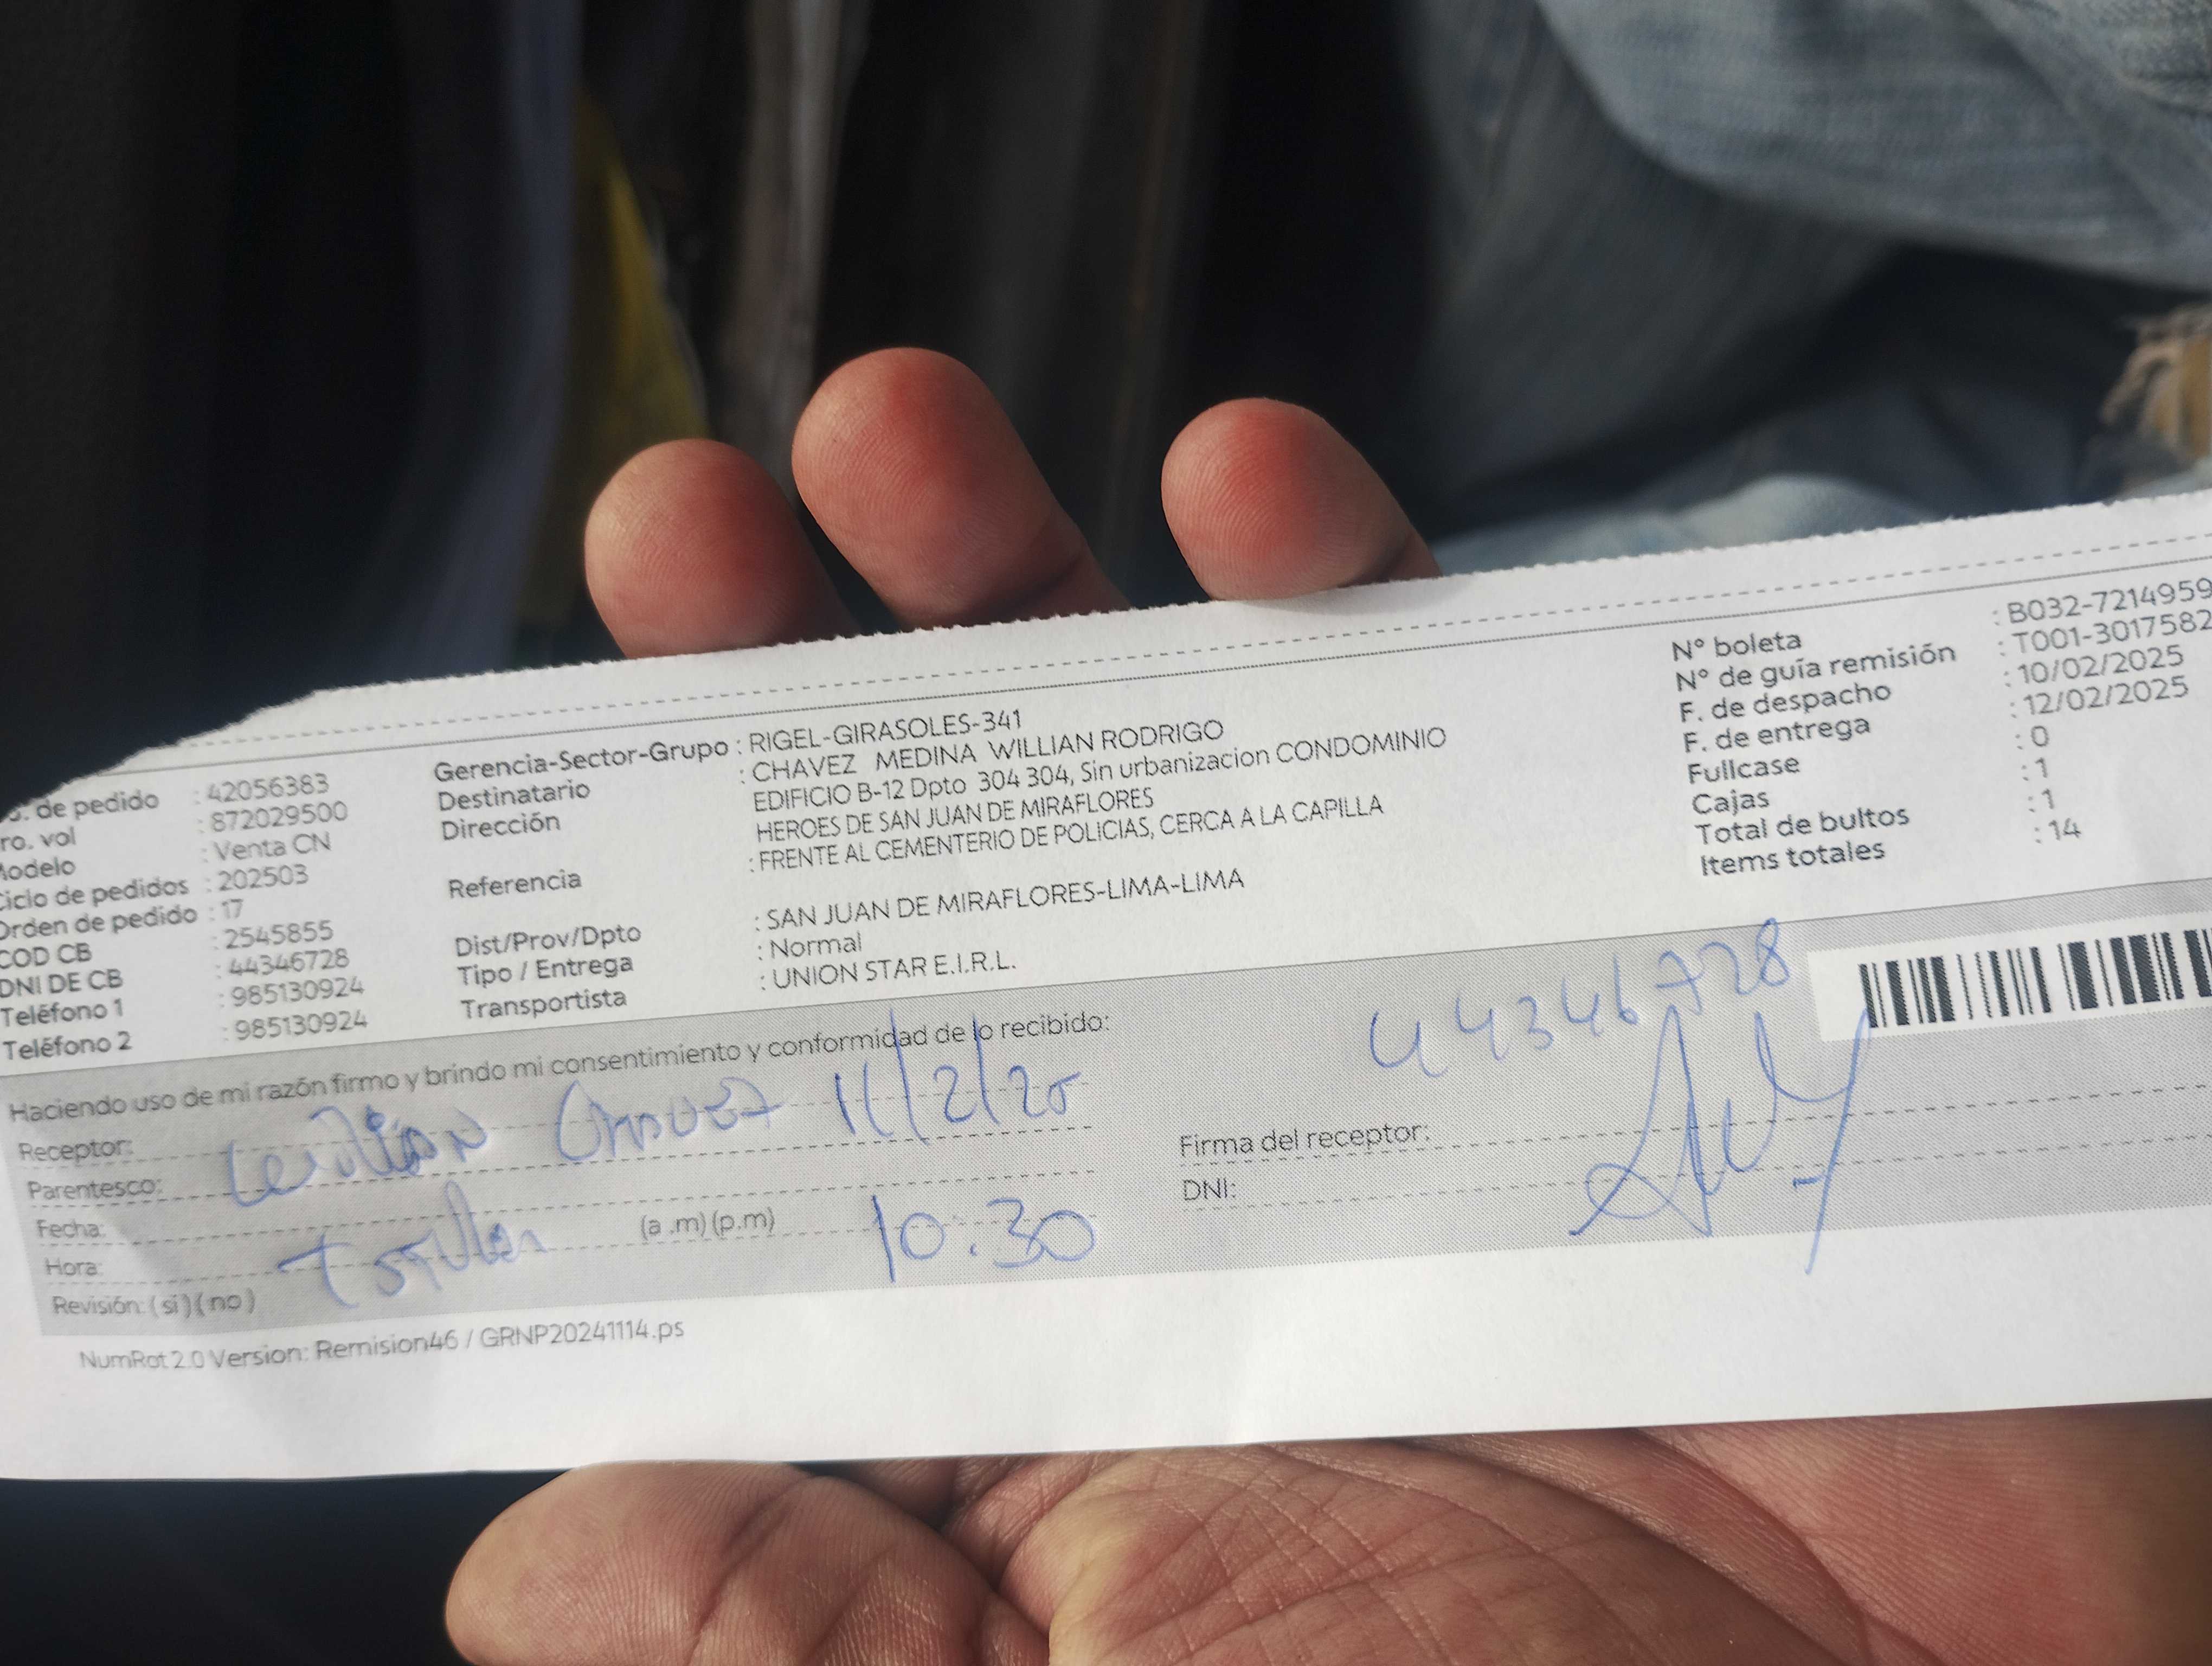 . de pedido : 42056383
ro. vol : 872029500
Modelo : Venta CN
Ciclo de pedidos : 202503
Orden de pedido : 17
COD CB : 2545855
DNI DE CB : 44346728
Teléfono 1 : 985130924
Teléfono 2 : 985130924
Gerencia-Sector-Grupo : RIGEL-GIRASOLES-341
Destinatario : CHAVEZ MEDINA WILLIAN RODRIGO
Dirección EDIFICIO B-12 Dpto 304 304, Sin urbanizacion CONDOMINIO
HEROES DE SAN JUAN DE MIRAFLORES
Referencia : FRENTE AL CEMENTERIO DE POLICIAS, CERCA A LA CAPILLA
Dist/Prov/Dpto : SAN JUAN DE MIRAFLORES-LIMA-LIMA
Tipo / Entrega : Normal
Transportista : UNION STAR E.I.R.L.
N° boleta : B032-7214959
N° de guía remisión : T001-3017582
F. de despacho : 10/02/2025
F. de entrega : 12/02/2025
Fullcase : 0
Cajas : 1
Total de bultos : 1
Items totales : 14
Haciendo uso de mi razón firmo y brindo mi consentimiento y conformidad de lo recibido:
Receptor: Willian Chavez 11/2/25
Parentesco:
Fecha:
Hora: (a .m) (p.m) 10:30
Revisión: ( si ) ( no )
44346728
Firma del receptor:
DNI:
NumRot 2.0 Version: Remision46 / GRNP20241114.ps